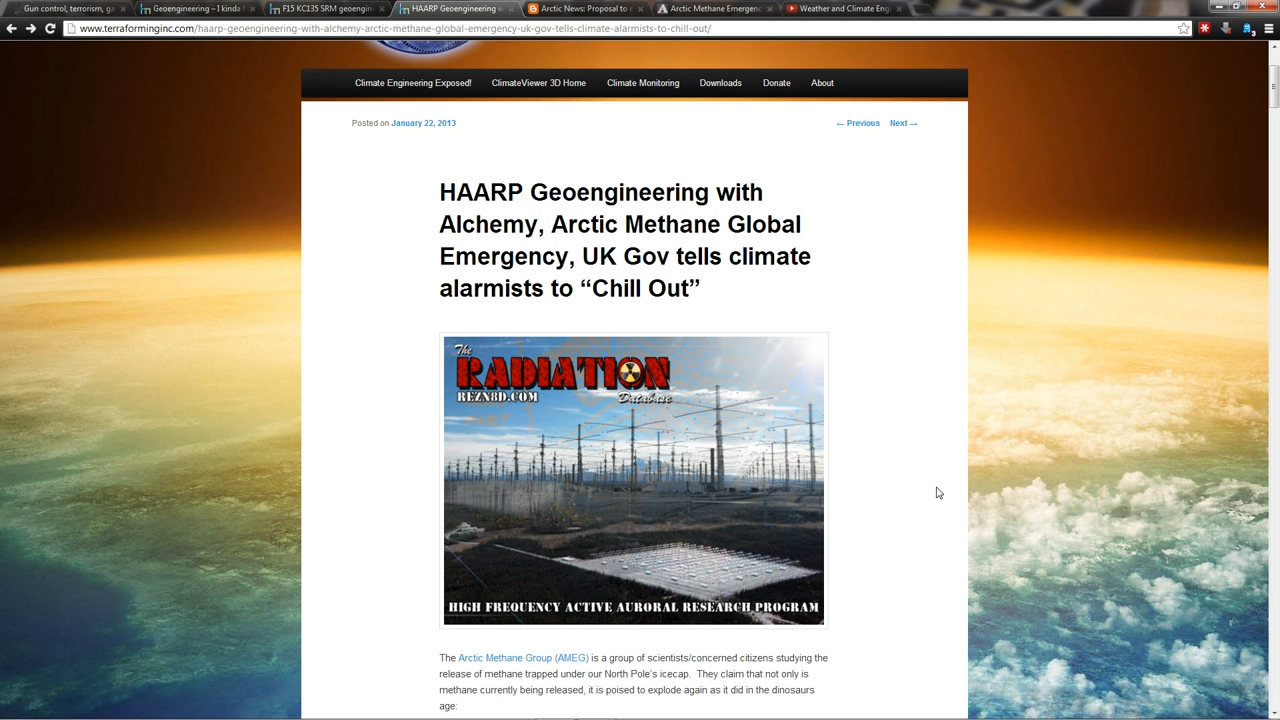 Gun control, terrorism, ga
Geoengineering – I kinda f
F15 KC135 SRM geoengine
HAARP Geoengineering w
Arctic News: Proposal to e
Arctic Methane Emergenc
Weather and Climate Eng
www.terraforminginc.com/haarp-geoengineering-with-alchemy-arctic-methane-global-emergency-uk-gov-tells-climate-alarmists-to-chill-out/
3
Climate Engineering Exposed! ClimateViewer 3D Home Climate Monitoring Downloads Donate About
Posted on January 22, 2013
← Previous Next →
HAARP Geoengineering with
Alchemy, Arctic Methane Global
Emergency, UK Gov tells climate
alarmists to “Chill Out”
The
RADIATION
REZN8D.COM Database
HIGH FREQUENCY ACTIVE AURORAL RESEARCH PROGRAM
The Arctic Methane Group (AMEG) is a group of scientists/concerned citizens studying the
release of methane trapped under our North Pole’s icecap. They claim that not only is
methane currently being released, it is poised to explode again as it did in the dinosaurs
age: